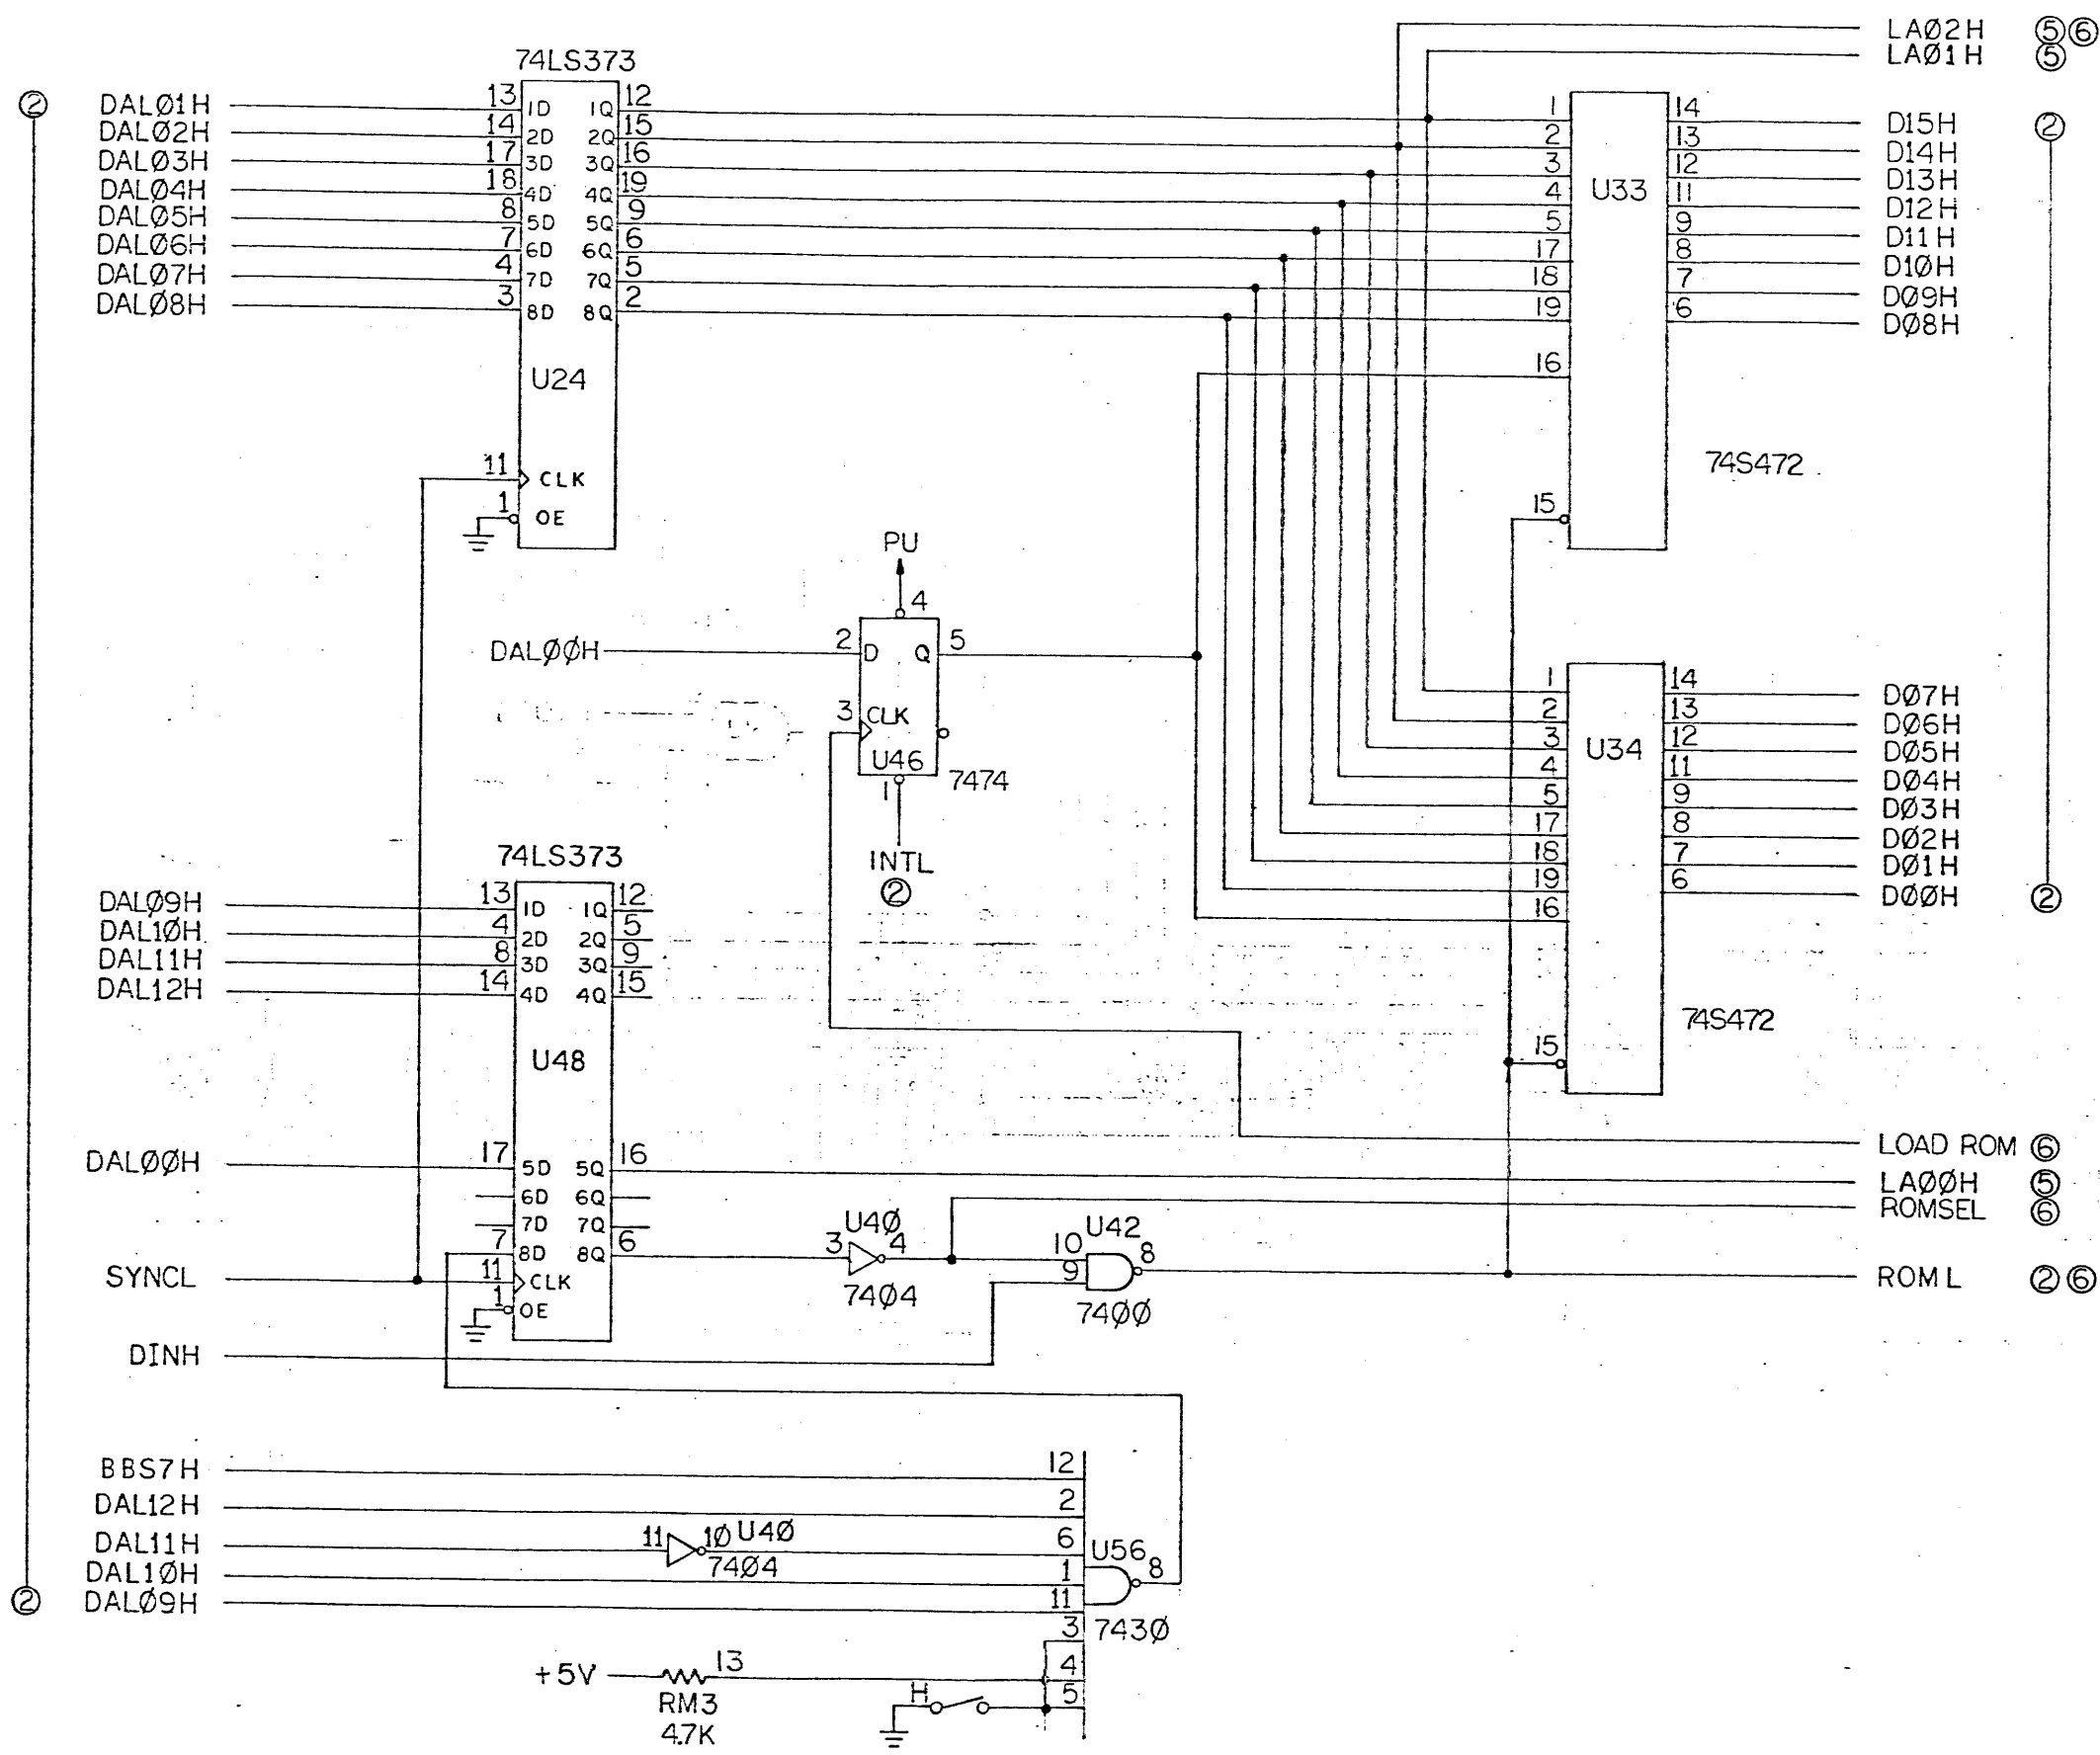 LAØ2H ⑤⑥
LAØ1H ⑤
74LS373
② DALØ1H 13 1D 1Q 12
DALØ2H 14 2D 2Q 15
DALØ3H 17 3D 3Q 16
DALØ4H 18 4D 4Q 19
DALØ5H 8 5D 5Q 9
DALØ6H 7 6D 6Q 6
DALØ7H 4 7D 7Q 5
DALØ8H 3 8D 8Q 2
U24
11 CLK
1 OE
1 14 D15H ②
2 13 D14H
3 12 D13H
4 U33 11 D12H
5 9 D11H
17 8 D1ØH
18 7 DØ9H
19 6 DØ8H
16
74S472
15
PU
4
DALØØH 2 D Q 5
3 CLK
U46
1 7474
INTL
②
1 14 DØ7H
2 13 DØ6H
3 U34 12 DØ5H
4 11 DØ4H
5 9 DØ3H
17 8 DØ2H
18 7 DØ1H
19 6 DØØH ②
16
74S472
15
74LS373
DALØ9H 13 1D 1Q 12
DAL1ØH 4 2D 2Q 5
DAL11H 8 3D 3Q 9
DAL12H 14 4D 4Q 15
U48
LOAD ROM ⑥
DALØØH 17 5D 5Q 16 LAØØH ⑤
6D 6Q ROMSEL ⑥
7D 7Q
7 8D 8Q 6 3 U4Ø 4 10 U42 8
7404 9 74ØØ
SYNCL 11 CLK ROM L ②⑥
1 OE
DINH
BBS7H 12
DAL12H 2
DAL11H 11 1Ø U4Ø 6
74Ø4
DAL1ØH 1 U56 8
② DALØ9H 11
3 743Ø
+5V 13 4
RM3 H 5
4.7K